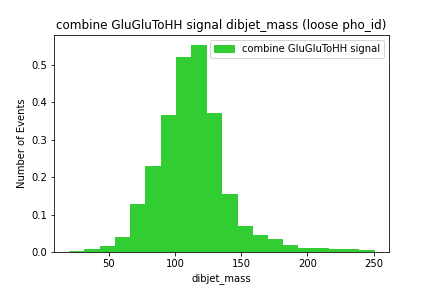 combine GluGluToHH signal dibjet_mass (loose pho_id)
combine GluGluToHH signal
Number of Events
0.5
0.4
0.3
0.2
0.1
0.0
50
100
150
200
250
dibjet_mass